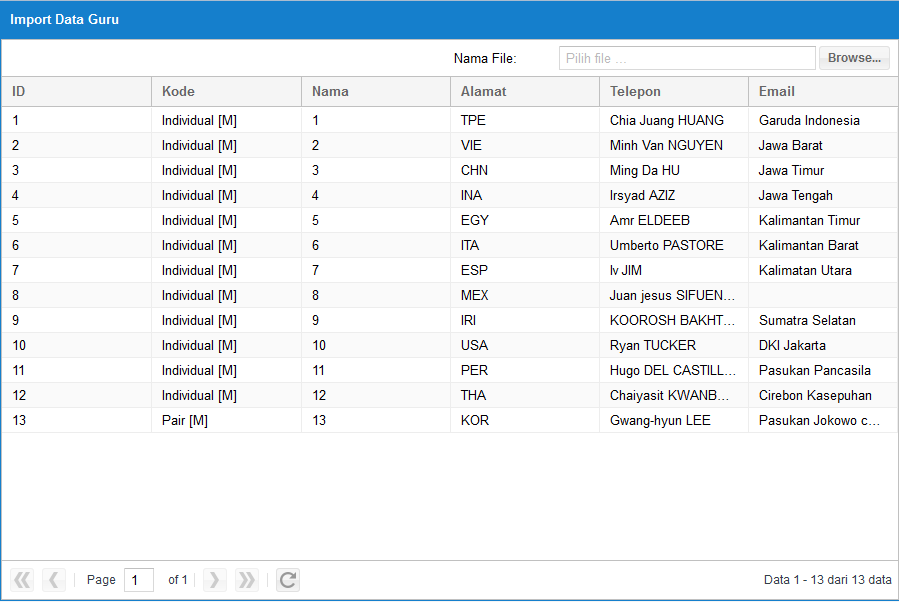 Import Data Guru
Nama File: Pilih file ... Browse...
ID Kode Nama Alamat Telepon Email
1 Individual [M] 1 TPE Chia Juang HUANG Garuda Indonesia
2 Individual [M] 2 VIE Minh Van NGUYEN Jawa Barat
3 Individual [M] 3 CHN Ming Da HU Jawa Timur
4 Individual [M] 4 INA Irsyad AZIZ Jawa Tengah
5 Individual [M] 5 EGY Amr ELDEEB Kalimantan Timur
6 Individual [M] 6 ITA Umberto PASTORE Kalimantan Barat
7 Individual [M] 7 ESP Iv JIM Kalimatan Utara
8 Individual [M] 8 MEX Juan jesus SIFUEN...
9 Individual [M] 9 IRI KOOROSH BAKHT... Sumatra Selatan
10 Individual [M] 10 USA Ryan TUCKER DKI Jakarta
11 Individual [M] 11 PER Hugo DEL CASTILL... Pasukan Pancasila
12 Individual [M] 12 THA Chaiyasit KWANB... Cirebon Kasepuhan
13 Pair [M] 13 KOR Gwang-hyun LEE Pasukan Jokowo c...
Page 1 of 1 Data 1 - 13 dari 13 data